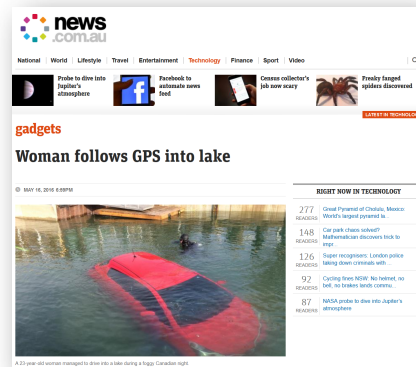 news
.com.au
National World Lifestyle Travel Entertainment Technology Finance Sport Video
Probe to dive into
jupiter's
atmosphere
Facebook to
automate news
feed
Census collector's
job now scary
Freaky fanged
spiders discovered
LATEST IN TECHNOLOG
gadgets
Woman follows GPS into lake
MAY 16, 2016 8:59PM
RIGHT NOW IN TECHNOLOGY
277
READERS
Great Pyramid of Cholula, Mexico:
World's largest pyramid is...
148
READERS
Car park chaos solved?
Mathematician discovers trick to
impr...
126
READERS
Super recognisers: London police
taking down criminals with ...
92
READERS
Cycling fines NSW: No helmet, no
bell, no brakes lands commu...
87
READERS
NASA probe to dive into Jupiter's
atmosphere
A 23-year-old woman managed to drive into a lake during a foggy Canadian night